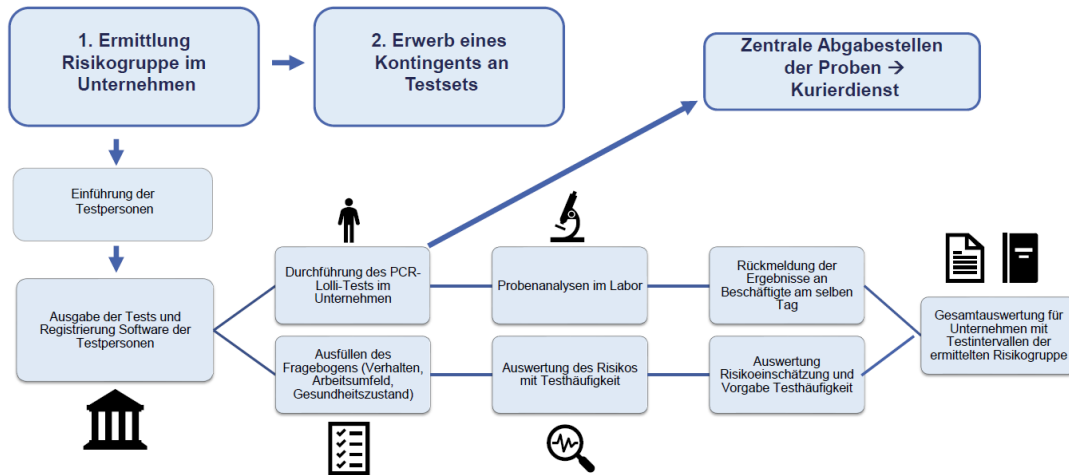 1. Ermittlung
Risikogruppe im
Unternehmen
2. Erwerb eines
Kontingents an
Testsets
Zentrale Abgabestellen
der Proben →
Kurierdienst
Einführung der
Testpersonen
Ausgabe der Tests und
Registrierung Software der
Testpersonen
Durchführung des PCR-
Lolli-Tests im
Unternehmen
Probenanalysen im Labor
Rückmeldung der
Ergebnisse an
Beschäftigte am selben
Tag
Ausfüllen des
Fragebogens (Verhalten,
Arbeitsumfeld,
Gesundheitszustand)
Auswertung des Risikos
mit Testhäufigkeit
Auswertung
Risikoeinschätzung und
Vorgabe Testhäufigkeit
Gesamtauswertung für
Unternehmen mit
Testintervallen der
ermittelten Risikogruppe